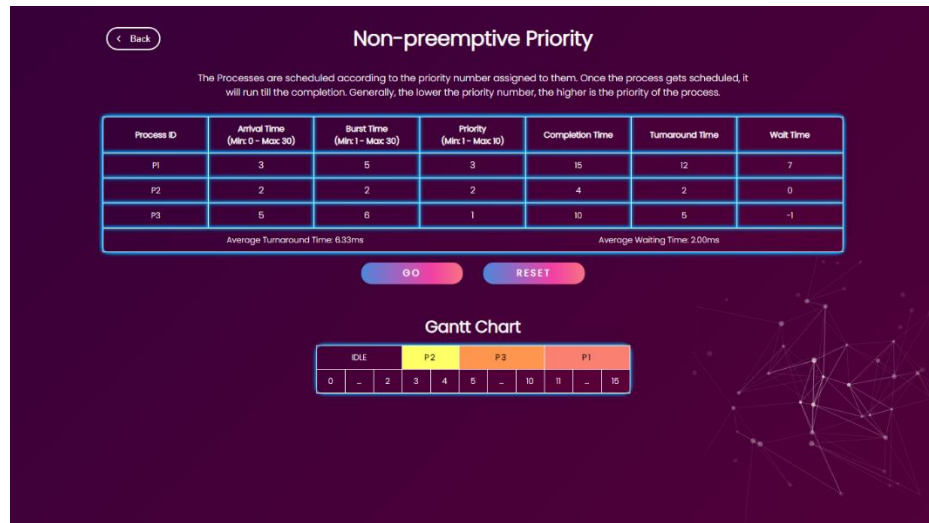 Back
Non-preemptive Priority
The Processes are scheduled according to the priority number assigned to them. Once the process gets scheduled, it
will run till the completion. Generally, the lower the priority number, the higher is the priority of the process.
Process ID Arrival Time (Min: 0 - Max: 30) Burst Time (Min: 1 - Max: 30) Priority (Min: 1 - Max: 10) Completion Time Turnaround Time Wait Time
P1 3 5 3 15 12 7
P2 2 2 2 4 2 0
P3 5 6 1 10 5 -1
Average Turnaround Time: 6.33ms Average Waiting Time: 2.00ms
GO RESET
Gantt Chart
IDLE P2 P3 P1
0 _ 2 3 4 5 _ 10 11 _ 15